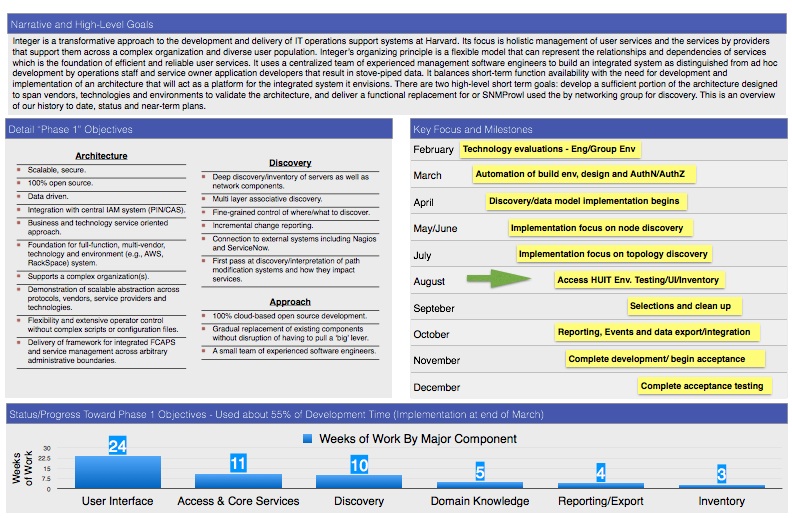 Narrative and High-Level Goals
Integer is a transformative approach to the development and delivery of IT operations support systems at Harvard. Its focus is holistic management of user services and the services by providers
that support them across a complex organization and diverse user population. Integer's organizing principle is a flexible model that can represent the relationships and dependencies of services
which is the foundation of efficient and reliable user services. It uses a centralized team of experienced management software engineers to build an integrated system as distinguished from ad hoc
development by operations staff and service owner application developers that result in stove-piped data. It balances short-term function availability with the need for development and
implementation of an architecture that will act as a platform for the integrated system it envisions. There are two high-level short term goals: develop a sufficient portion of the architecture designed
to span vendors, technologies and environments to validate the architecture, and deliver a functional replacement for or SNMProwl used the by networking group for discovery. This is an overview
of our history to date, status and near-term plans.
Detail "Phase 1" Objectives
Architecture
Scalable, secure.
100% open source.
Data driven.
Integration with central IAM system (PIN/CAS).
Business and technology service oriented
approach.
Foundation for full-function, multi-vendor,
technology and environment (e.g., AWS,
RackSpace) system.
Supports a complex organization(s).
Demonstration of scalable abstraction across
protocols, vendors, service providers and
technologies.
Flexibility and extensive operator control
without complex scripts or configuration files.
Delivery of framework for integrated FCAPS
and service management across arbitrary
administrative boundaries.
Discovery
Deep discovery/inventory of servers as well as
network components.
Multi layer associative discovery.
Fine-grained control of where/what to discover.
Incremental change reporting.
Connection to external systems including Nagios
and ServiceNow.
First pass at discovery/interpretation of path
modification systems and how they impact
services.
Approach
100% cloud-based open source development.
Gradual replacement of existing components
without disruption of having to pull a 'big' lever.
A small team of experienced software engineers.
Key Focus and Milestones
February Technology evaluations - Eng/Group Env
March Automation of build env, design and AuthN/AuthZ
April Discovery/data model implementation begins
May/June Implementation focus on node discovery
July Implementation focus on topology discovery
August Access HUIT Env. Testing/UI/Inventory
Septeber Selections and clean up
October Reporting, Events and data export/integration
November Complete development/ begin acceptance
December Complete acceptance testing
Status/Progress Toward Phase 1 Objectives - Used about 55% of Development Time (Implementation at end of March)
Weeks of Work By Major Component
Weeks
of Work
30
22.5
15
7.5
0
24
11
10
5
4
3
User Interface
Access & Core Services
Discovery
Domain Knowledge
Reporting/Export
Inventory